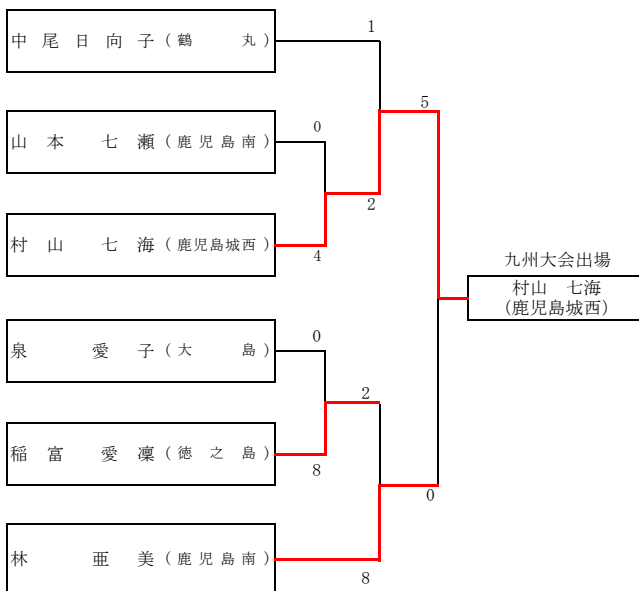 中尾日向子(鶴丸)
1
5
山本 七瀬(鹿児島南)
0
2
村山 七海(鹿児島城西)
4
九州大会出場
村山 七海
(鹿児島城西)
泉 愛子(大島)
0
2
稲富 愛凜(徳之島)
8
0
林 亜美(鹿児島南)
8